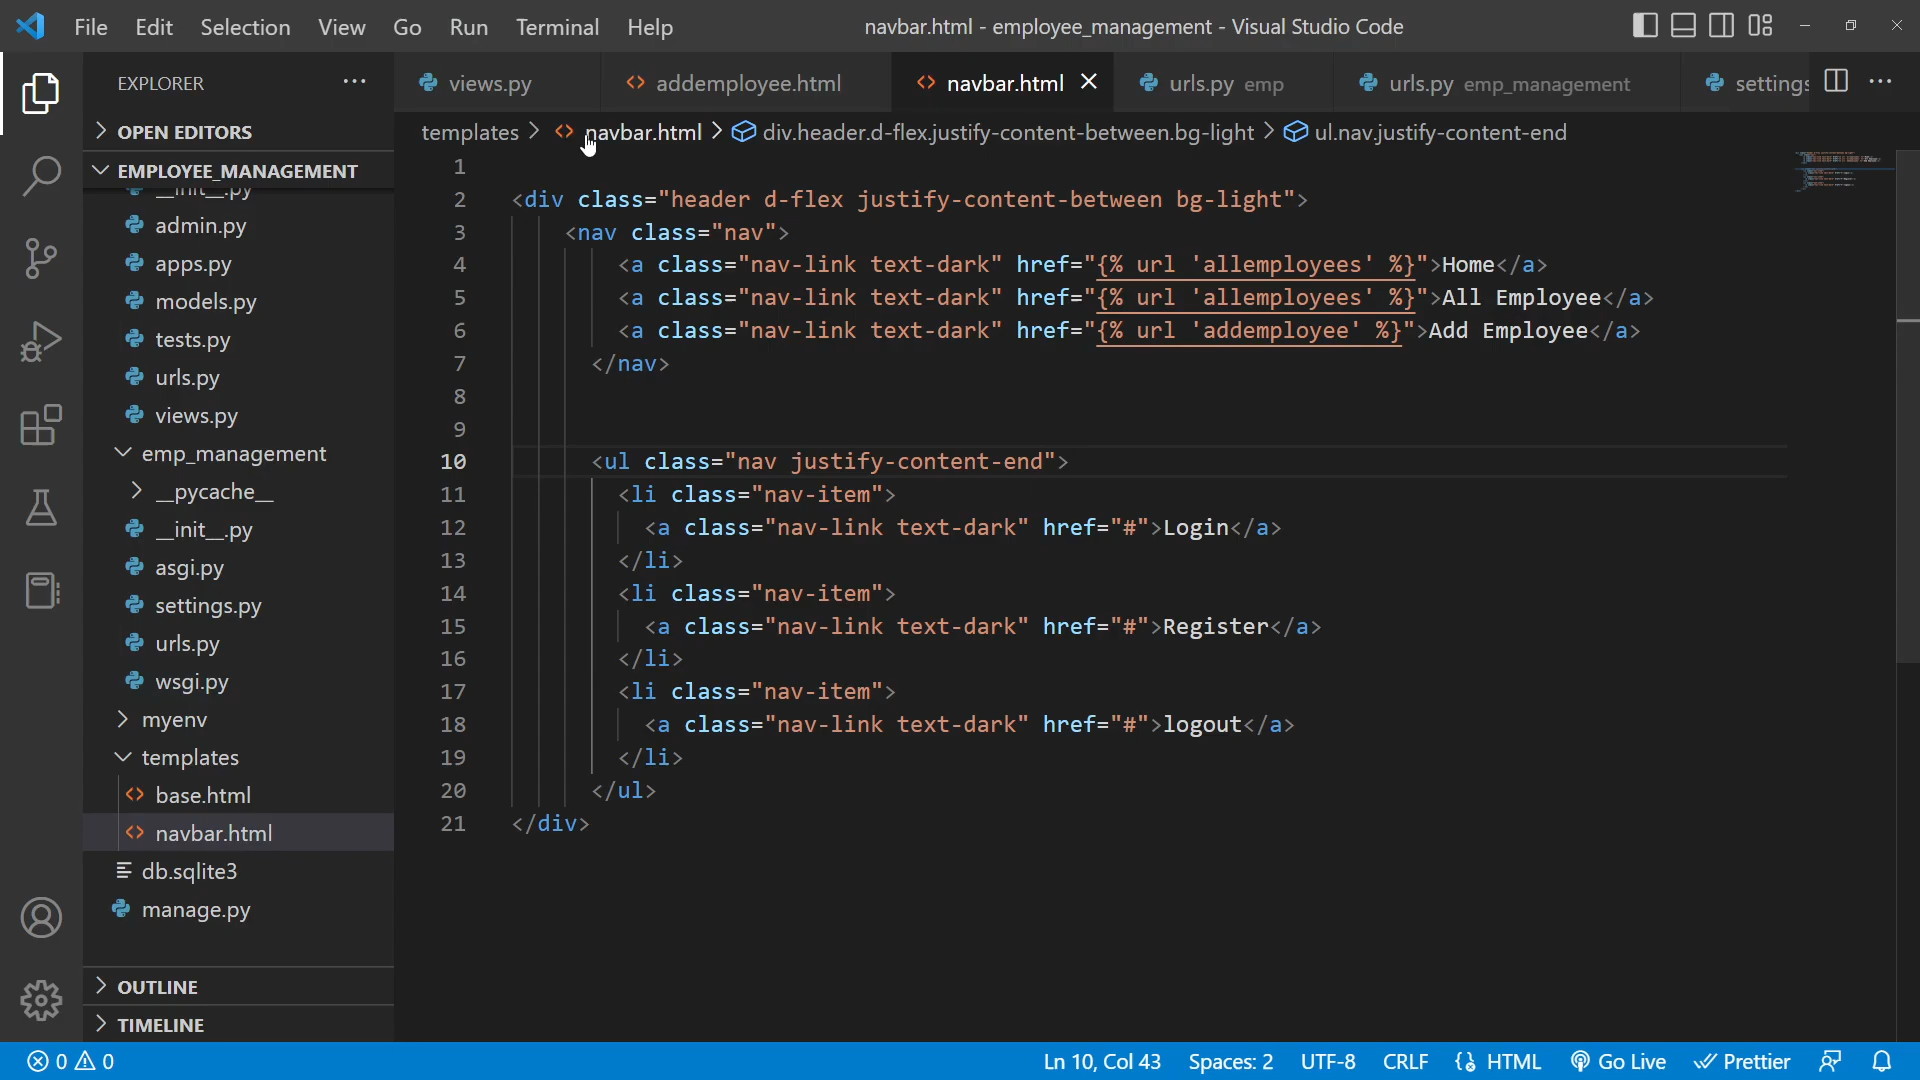 File Edit Selection View Go Run Terminal Help navbar.html - employee_management - Visual Studio Code
EXPLORER
OPEN EDITORS
EMPLOYEE_MANAGEMENT
__init__.py
admin.py
apps.py
models.py
tests.py
urls.py
views.py
emp_management
__pycache__
__init__.py
asgi.py
settings.py
urls.py
wsgi.py
myenv
templates
base.html
navbar.html
db.sqlite3
manage.py
OUTLINE
TIMELINE
views.py addemployee.html navbar.html urls.py emp urls.py emp_management settings
templates > navbar.html > div.header.d-flex.justify-content-between.bg-light > ul.nav.justify-content-end
1
2 <div class="header d-flex justify-content-between bg-light">
3 <nav class="nav">
4 <a class="nav-link text-dark" href="{% url 'allemployees' %}">Home</a>
5 <a class="nav-link text-dark" href="{% url 'allemployees' %}">All Employee</a>
6 <a class="nav-link text-dark" href="{% url 'addemployee' %}">Add Employee</a>
7 </nav>
8
9
10 <ul class="nav justify-content-end">
11 <li class="nav-item">
12 <a class="nav-link text-dark" href="#">Login</a>
13 </li>
14 <li class="nav-item">
15 <a class="nav-link text-dark" href="#">Register</a>
16 </li>
17 <li class="nav-item">
18 <a class="nav-link text-dark" href="#">logout</a>
19 </li>
20 </ul>
21 </div>
0 0 Ln 10, Col 43 Spaces: 2 UTF-8 CRLF HTML Go Live Prettier